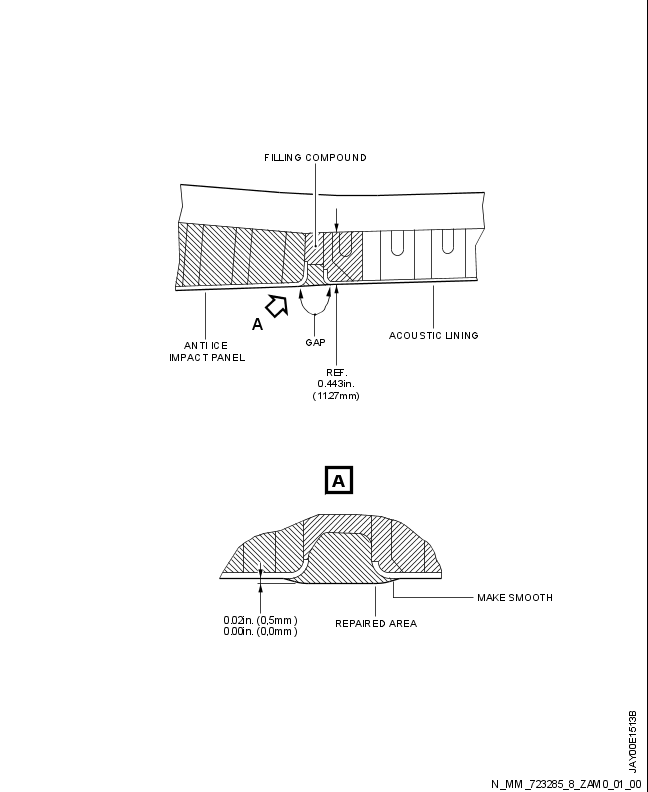 FILLING COMPOUND
A
ANTI ICE
IMPACT PANEL
GAP
ACOUSTIC LINING
REF.
0.443in.
(11.27mm)
A
MAKE SMOOTH
0.02in. (0,5mm)
0.00in. (0,0mm)
REPAIRED AREA
JAY00E1513B
N_MM_723285_8_ZAM0_01_00